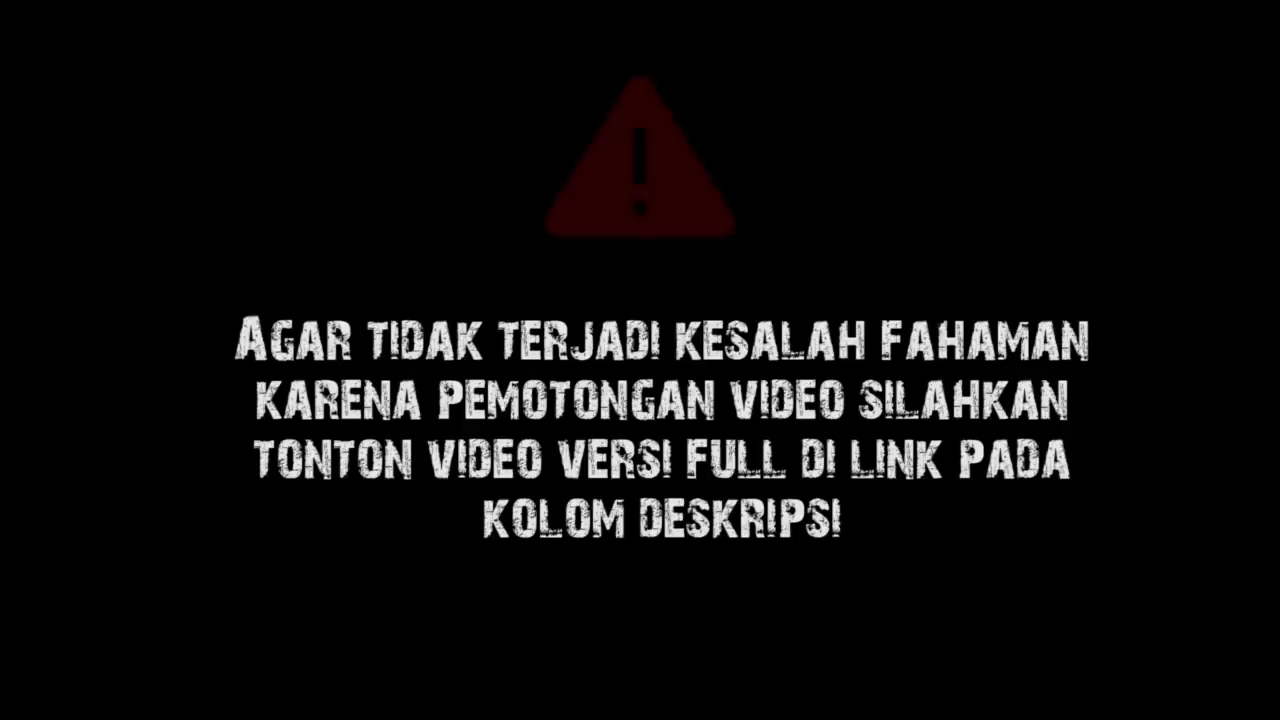 Agar tidak terjadi kesalah fahaman
karena pemotongan video silahkan
tonton video versi full di link pada
kolom deskripsi